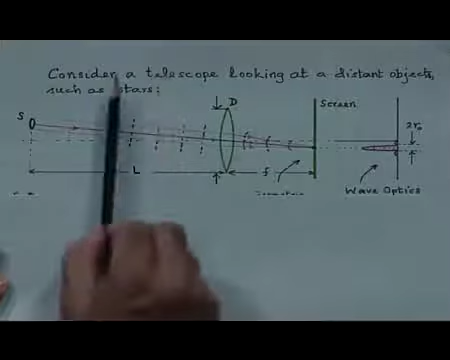 Consider a telescope looking at a distant objects,
such as stars:
S
D
Screen
2r₀
L
f
Wave Optics